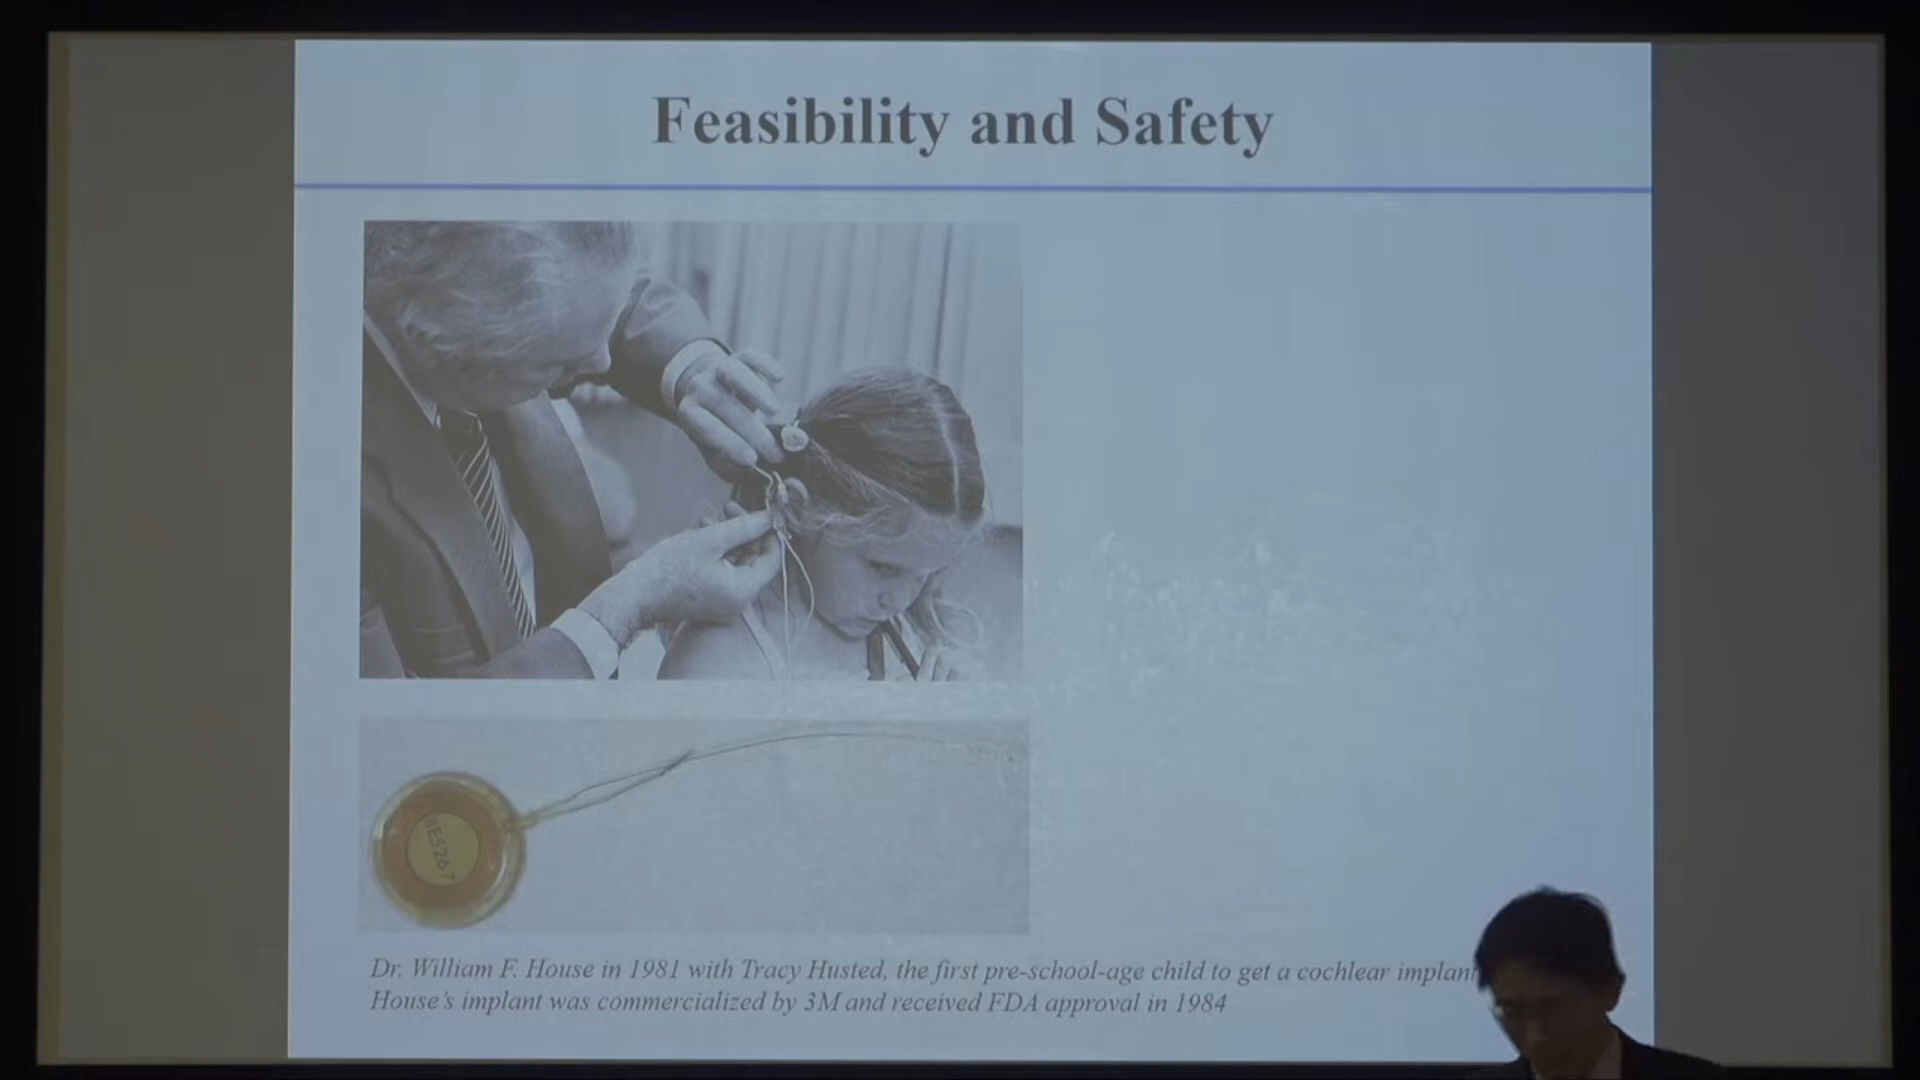 Feasibility and Safety
RES267
Dr. William F. House in 1981 with Tracy Husted, the first pre-school-age child to get a cochlear
House's implant was commercialized by 3M and received FDA approval in 1984